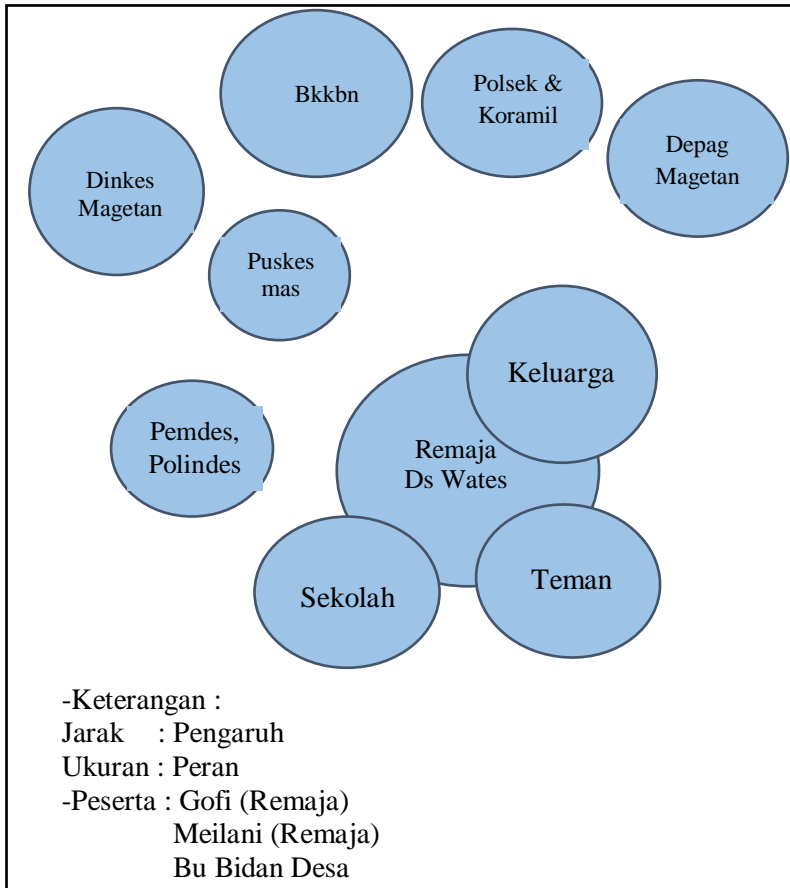 Bkkbn
Polsek &
Koramil
Depag
Magetan
Dinkes
Magetan
Puskes
mas
Keluarga
Pemdes,
Polindes
Remaja
Ds Wates
Sekolah
Teman
-Keterangan :
Jarak : Pengaruh
Ukuran : Peran
-Peserta : Gofi (Remaja)
Meilani (Remaja)
Bu Bidan Desa